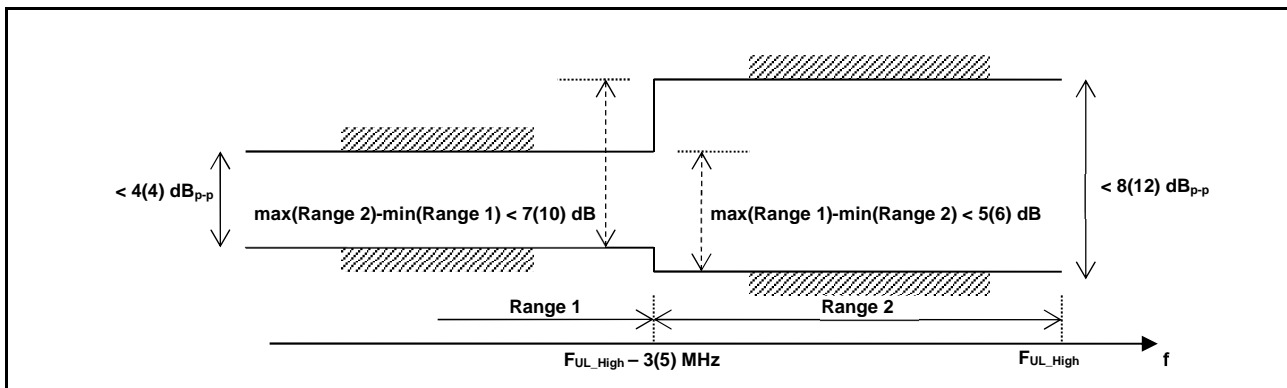 < 4(4) dBp-p
max(Range 2)-min(Range 1) < 7(10) dB
max(Range 1)-min(Range 2) < 5(6) dB
< 8(12) dBp-p
Range 1
Range 2
FUL_High – 3(5) MHz
FUL_High
f